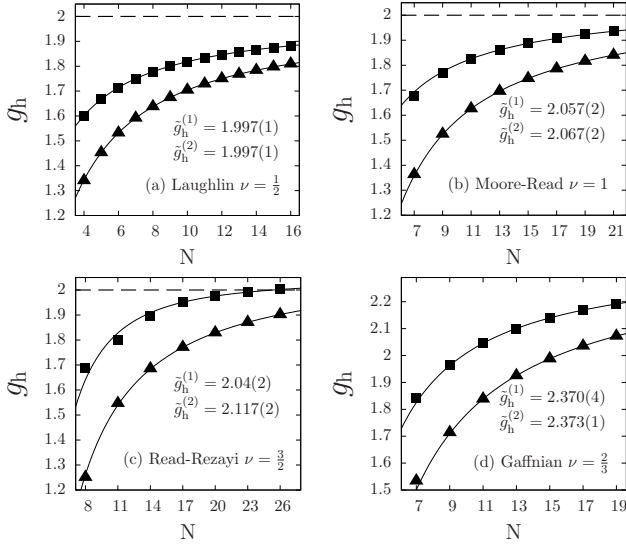 2
1.9
1.8
1.7
1.6
1.5
1.4
1.3
1.2
g_h
g̃_h^(1) = 1.997(1)
g̃_h^(2) = 1.997(1)
(a) Laughlin ν = 1/2
4 6 8 10 12 14 16
N
2
1.9
1.8
1.7
1.6
1.5
1.4
1.3
1.2
g_h
g̃_h^(1) = 2.057(2)
g̃_h^(2) = 2.067(2)
(b) Moore-Read ν = 1
7 9 11 13 15 17 19 21
N
2
1.9
1.8
1.7
1.6
1.5
1.4
1.3
1.2
g_h
g̃_h^(1) = 2.04(2)
g̃_h^(2) = 2.117(2)
(c) Read-Rezayi ν = 3/2
8 11 14 17 20 23 26
N
2.2
2.1
2
1.9
1.8
1.7
1.6
1.5
g_h
g̃_h^(1) = 2.370(4)
g̃_h^(2) = 2.373(1)
(d) Gaffnian ν = 2/3
7 9 11 13 15 17 19
N